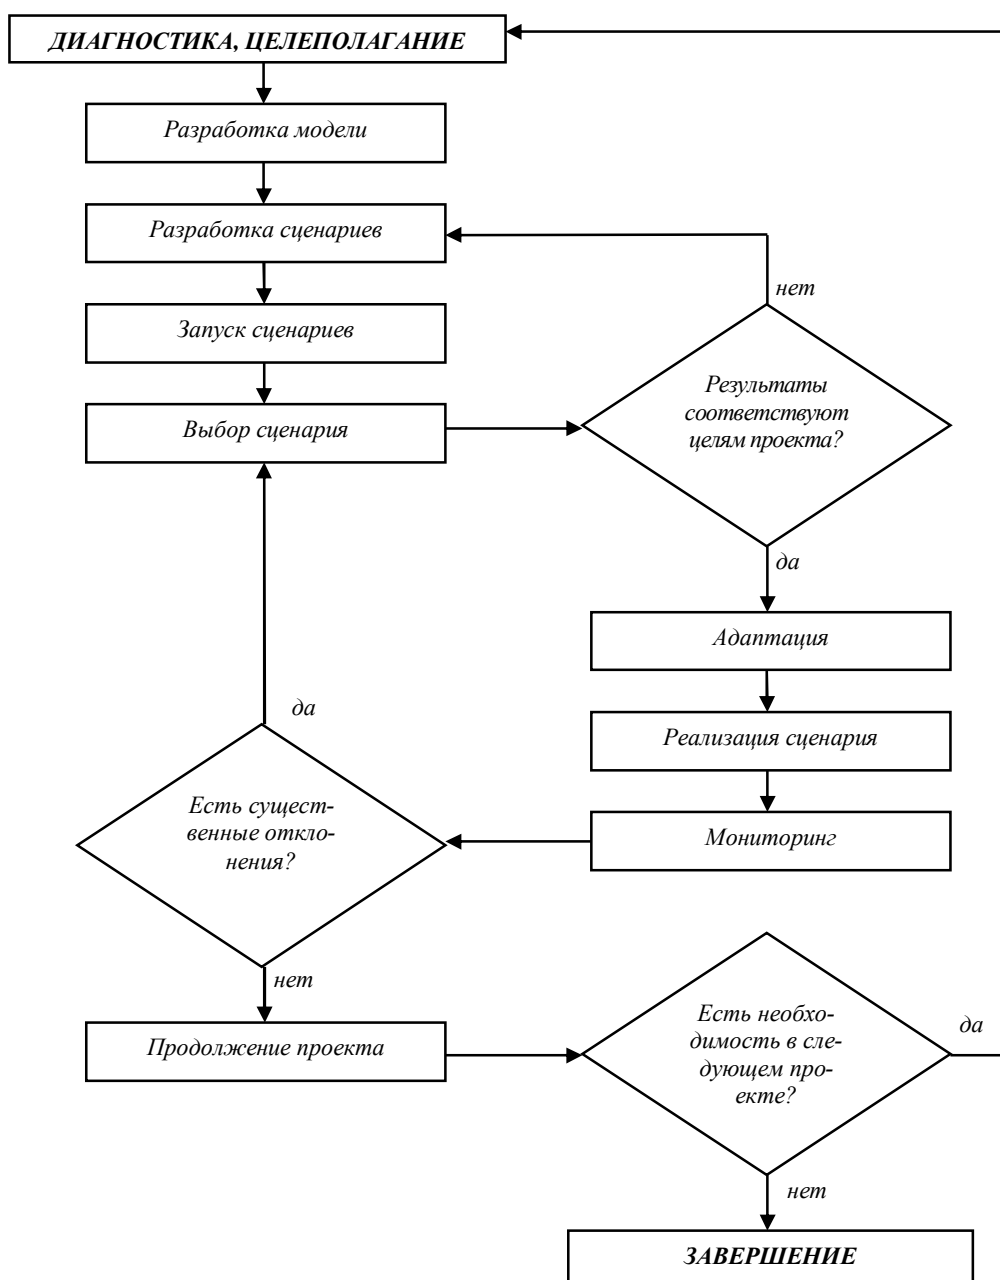 ДИАГНОСТИКА, ЦЕЛЕПОЛАГАНИЕ
Разработка модели
Разработка сценариев
нет
Запуск сценариев
Результаты
соответствуют
целям проекта?
Выбор сценария
да
Адаптация
Реализация сценария
да
Мониторинг
Есть сущест-
венные откло-
нения?
нет
Продолжение проекта
Есть необхо-
димость в сле-
дующем про-
екте?
да
нет
ЗАВЕРШЕНИЕ